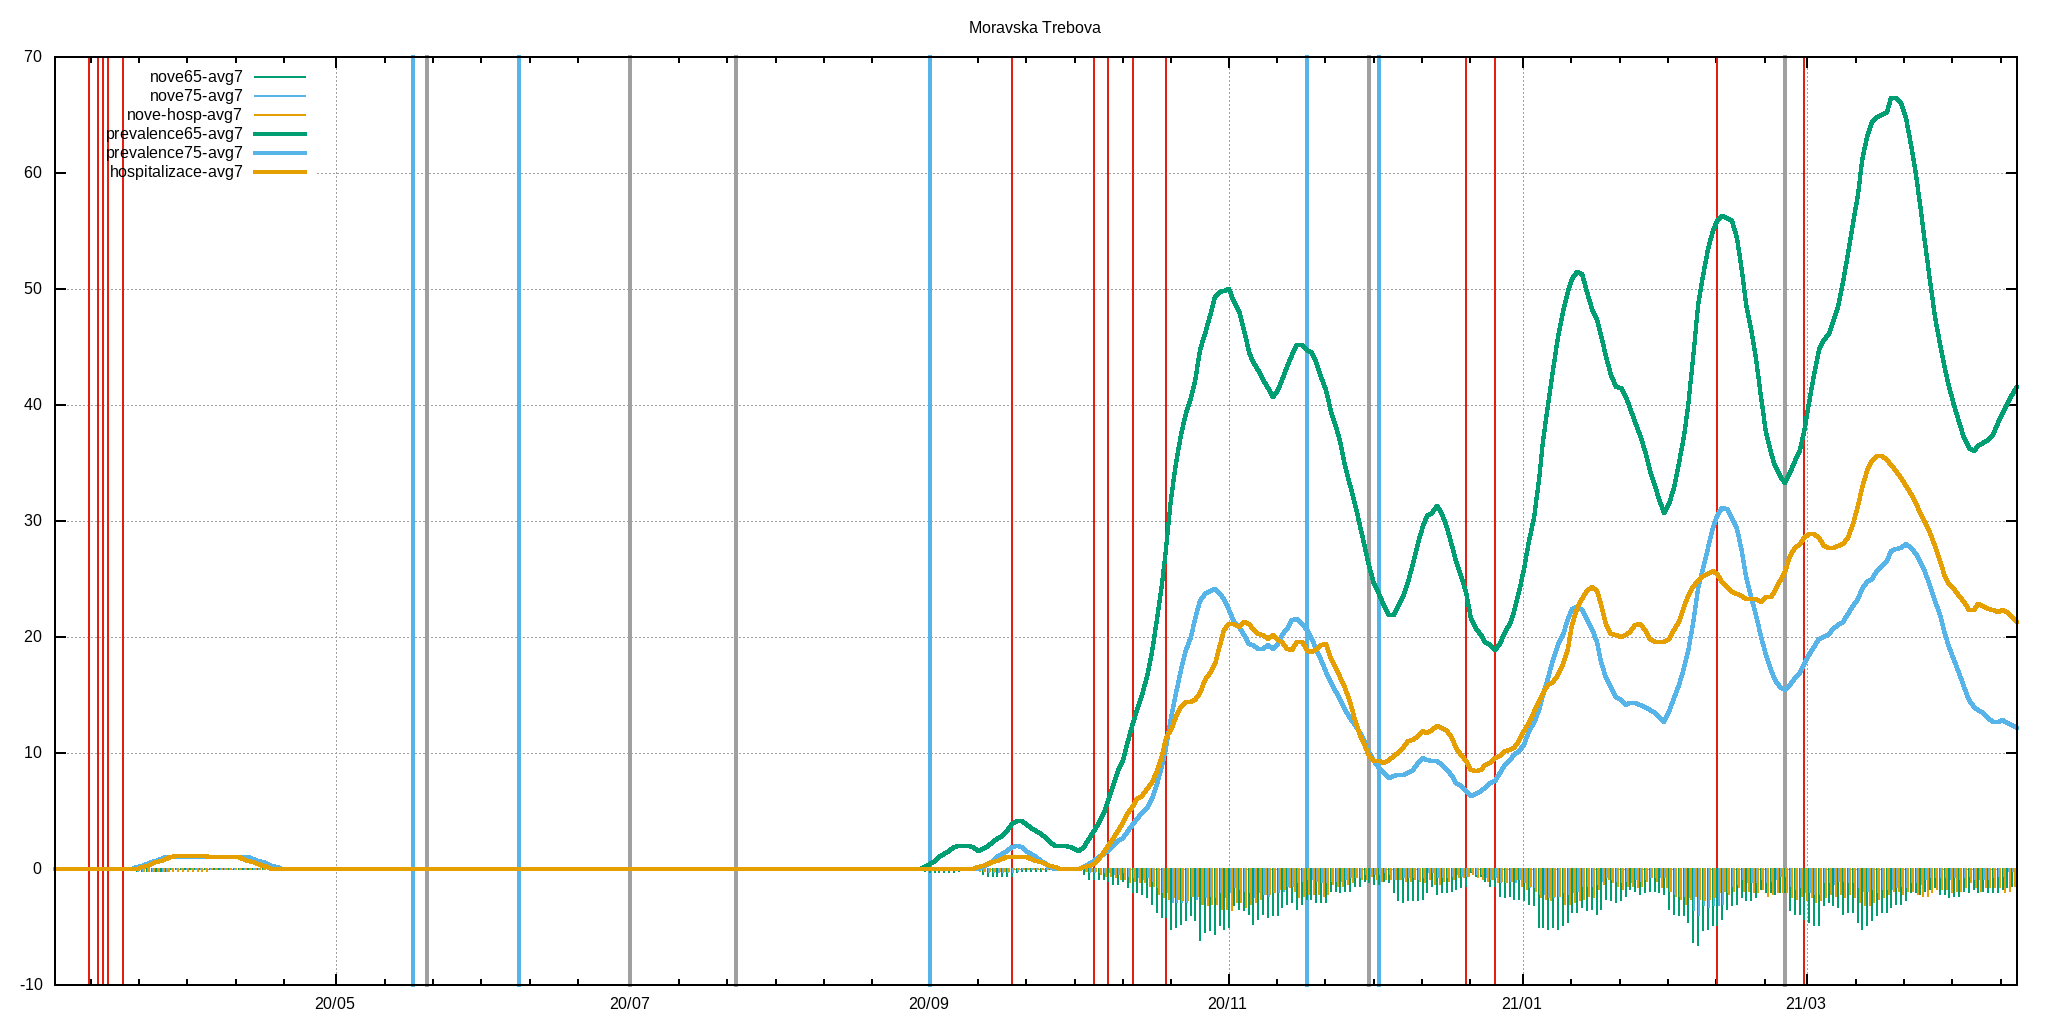 Moravska Trebova
70
60
50
40
30
20
10
0
-10
nove65-avg7
nove75-avg7
nove-hosp-avg7
prevalence65-avg7
prevalence75-avg7
hospitalizace-avg7
20/05 20/07 20/09 20/11 21/01 21/03